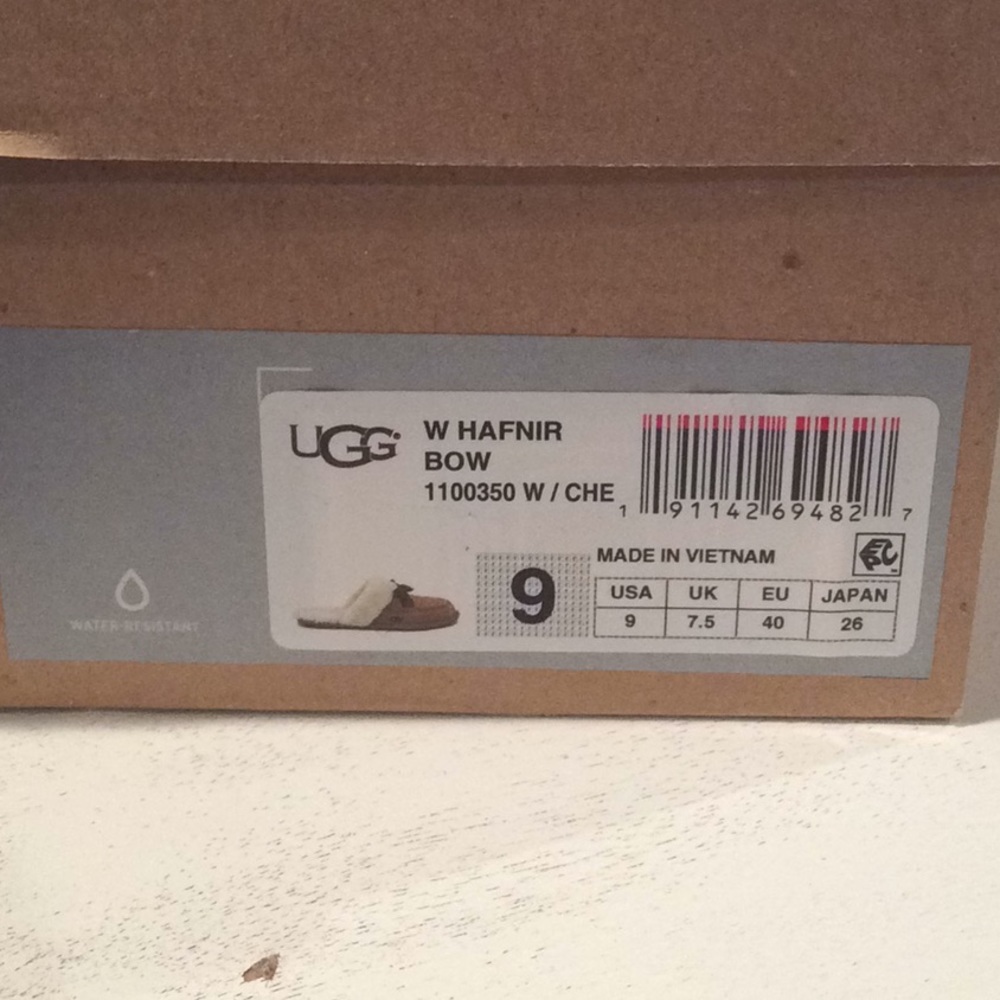 UGG
W HAFNIR
BOW
1100350 W / CHE
1 91142 69482 7
MADE IN VIETNAM
EPC
9
USA UK EU JAPAN
9 7.5 40 26
WATER-RESISTANT